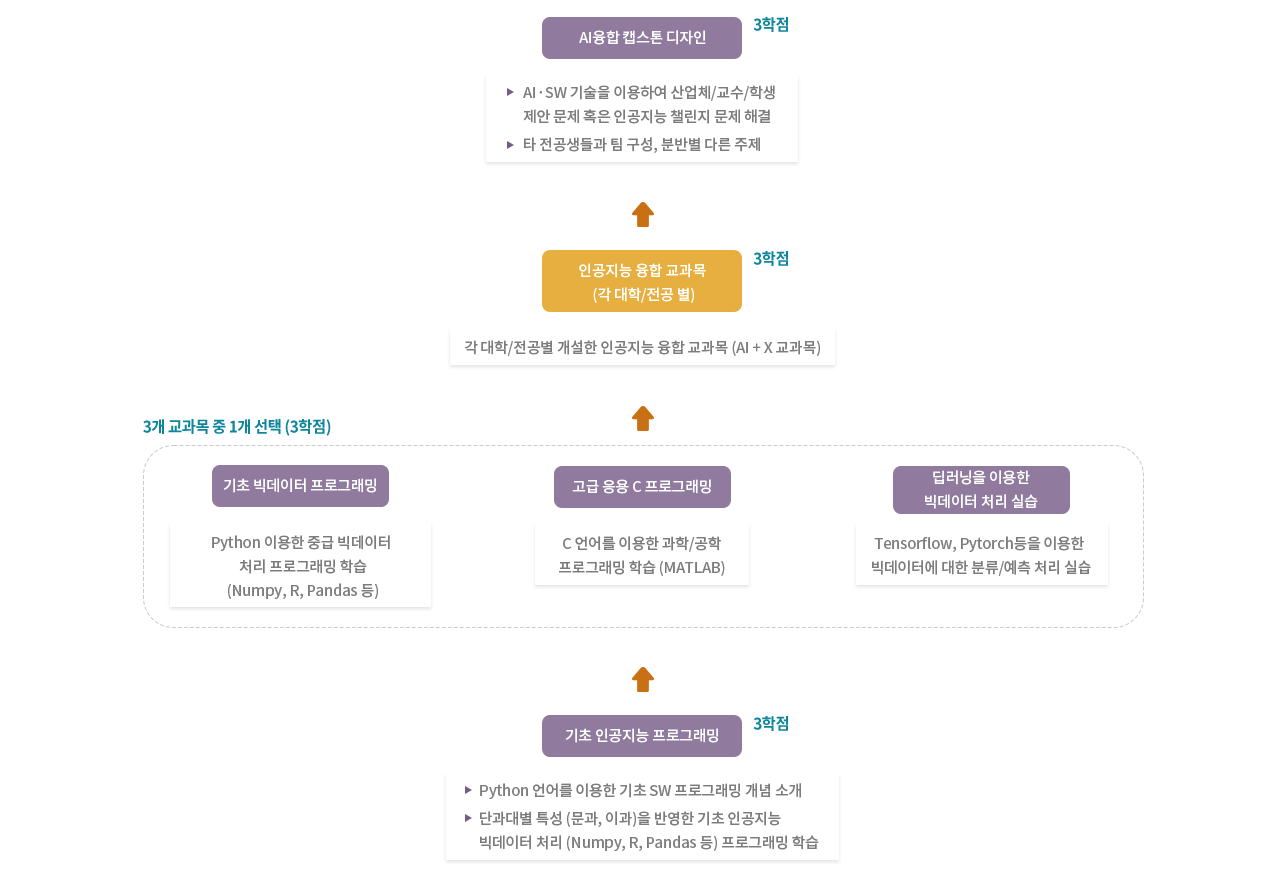 AI융합 캡스톤 디자인
3학점
▶ AI·SW 기술을 이용하여 산업체/교수/학생
제안 문제 혹은 인공지능 챌린지 문제 해결
▶ 타 전공생들과 팀 구성, 분반별 다른 주제
인공지능 융합 교과목
(각 대학/전공 별)
3학점
각 대학/전공별 개설한 인공지능 융합 교과목 (AI + X 교과목)
3개 교과목 중 1개 선택 (3학점)
기초 빅데이터 프로그래밍
Python 이용한 중급 빅데이터
처리 프로그래밍 학습
(Numpy, R, Pandas 등)
고급 응용 C 프로그래밍
C 언어를 이용한 과학/공학
프로그래밍 학습 (MATLAB)
딥러닝을 이용한
빅데이터 처리 실습
Tensorflow, Pytorch등을 이용한
빅데이터에 대한 분류/예측 처리 실습
기초 인공지능 프로그래밍
3학점
▶ Python 언어를 이용한 기초 SW 프로그래밍 개념 소개
▶ 단과대별 특성 (문과, 이과)을 반영한 기초 인공지능
빅데이터 처리 (Numpy, R, Pandas 등) 프로그래밍 학습